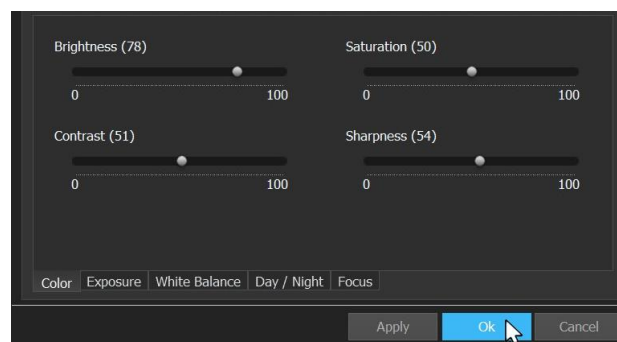 Brightness (78) Saturation (50)
0 100 0 100
Contrast (51) Sharpness (54)
0 100 0 100
Color Exposure White Balance Day / Night Focus
Apply Ok Cancel